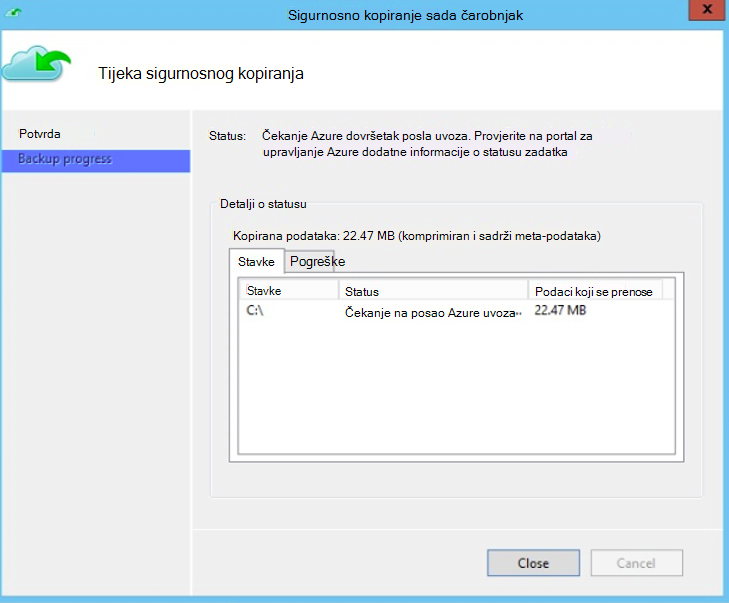 Sigurnosno kopiranje sada čarobnjak
x
Tijeka sigurnosnog kopiranja
Potvrda
Backup progress
Status: Čekanje Azure dovršetak posla uvoza. Provjerite na portal za
upravljanje Azure dodatne informacije o statusu zadatka
Detalji o statusu
Kopirana podataka: 22.47 MB (komprimiran i sadrži meta-podataka)
Stavke Pogreške
Stavke Status Podaci koji se prenose
C:\ Čekanje na posao Azure uvoza.. 22.47 MB
Close Cancel